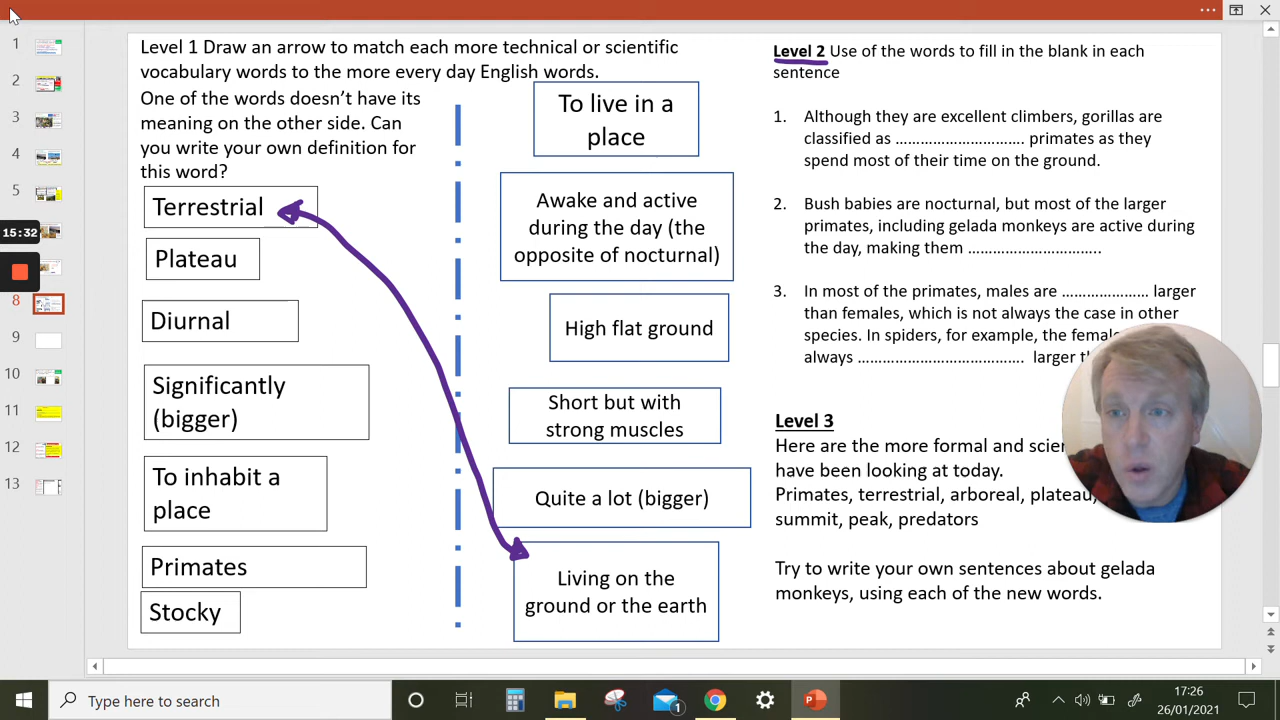 Level 1 Draw an arrow to match each more technical or scientific
vocabulary words to the more every day English words.
One of the words doesn't have its
meaning on the other side. Can
you write your own definition for
this word?
Terrestrial
Plateau
Diurnal
Significantly
(bigger)
To inhabit a
place
Primates
Stocky
To live in a
place
Awake and active
during the day (the
opposite of nocturnal)
High flat ground
Short but with
strong muscles
Quite a lot (bigger)
Living on the
ground or the earth
Level 2 Use of the words to fill in the blank in each
sentence
1. Although they are excellent climbers, gorillas are
classified as ……………………… primates as they
spend most of their time on the ground.
2. Bush babies are nocturnal, but most of the larger
primates, including gelada monkeys are active during
the day, making them ………………………..
3. In most of the primates, males are ………………… larger
than females, which is not always the case in other
species. In spiders, for example, the female
always ……………………………. larger
Level 3
Here are the more formal and
have been looking at today.
Primates, terrestrial, arboreal, plateau,
summit, peak, predators
Try to write your own sentences about gelada
monkeys, using each of the new words.
1
2
3
4
5
15:32
8
9
10
11
12
13
Type here to search
1
17:26
26/01/2021